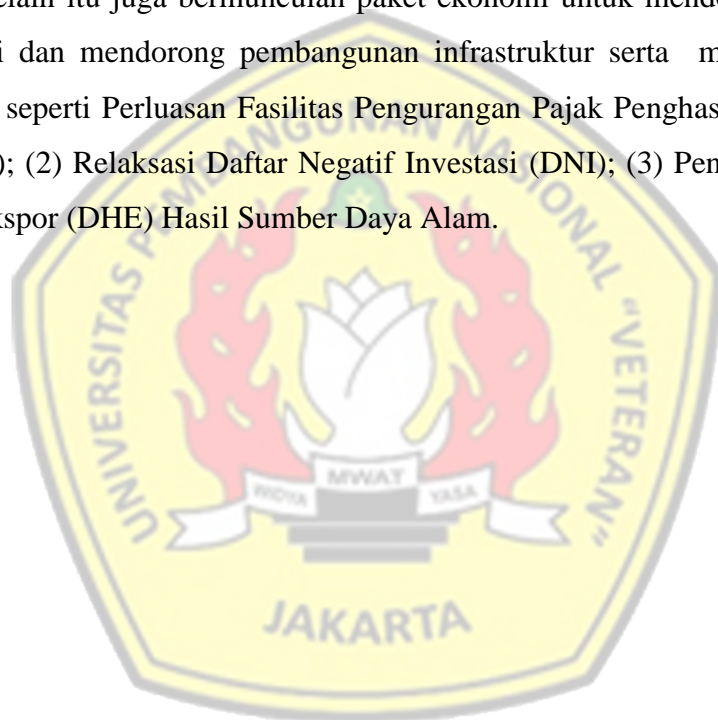 elain itu juga bermunculan paket ekonomi untuk mendo
i dan mendorong pembangunan infrastruktur serta m
seperti Perluasan Fasilitas Pengurangan Pajak Penghas
); (2) Relaksasi Daftar Negatif Investasi (DNI); (3) Pen
kspor (DHE) Hasil Sumber Daya Alam.
UNIVERSITAS PEMBANGUNAN NASIONAL "VETERAN"
WIDYA MWAT YASA
JAKARTA